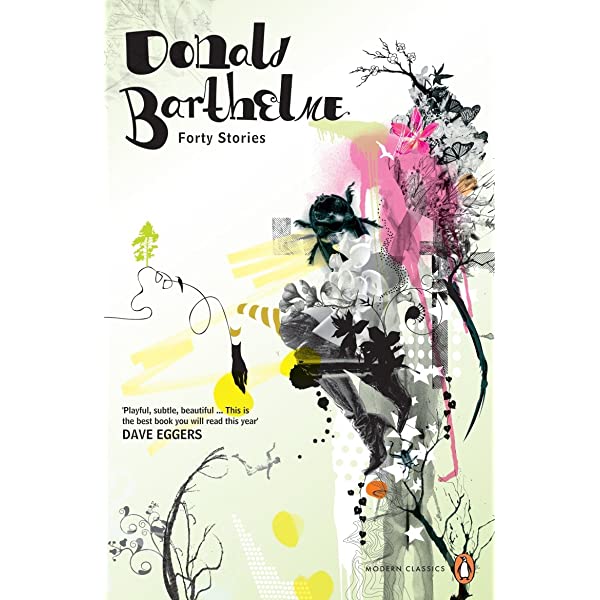 Donald
Barthelme
Forty Stories
'Playful, subtle, beautiful ... This is
the best book you will read this year'
DAVE EGGERS
MODERN CLASSICS